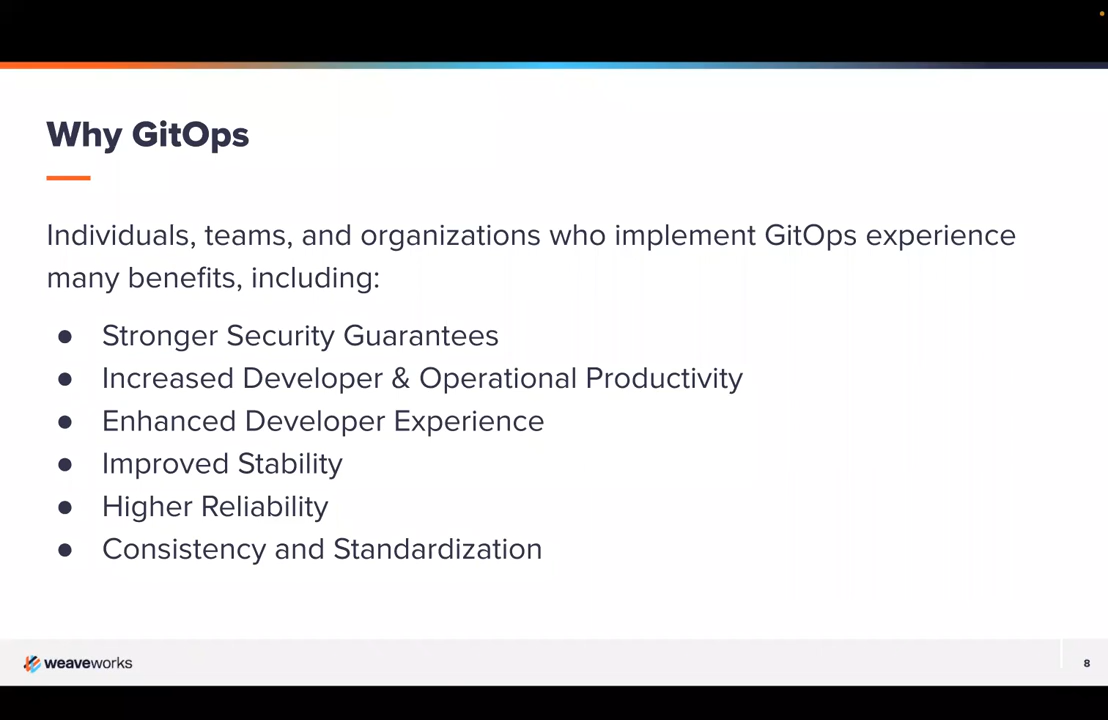 Why GitOps
Individuals, teams, and organizations who implement GitOps experience
many benefits, including:
● Stronger Security Guarantees
● Increased Developer & Operational Productivity
● Enhanced Developer Experience
● Improved Stability
● Higher Reliability
● Consistency and Standardization
weaveworks
8